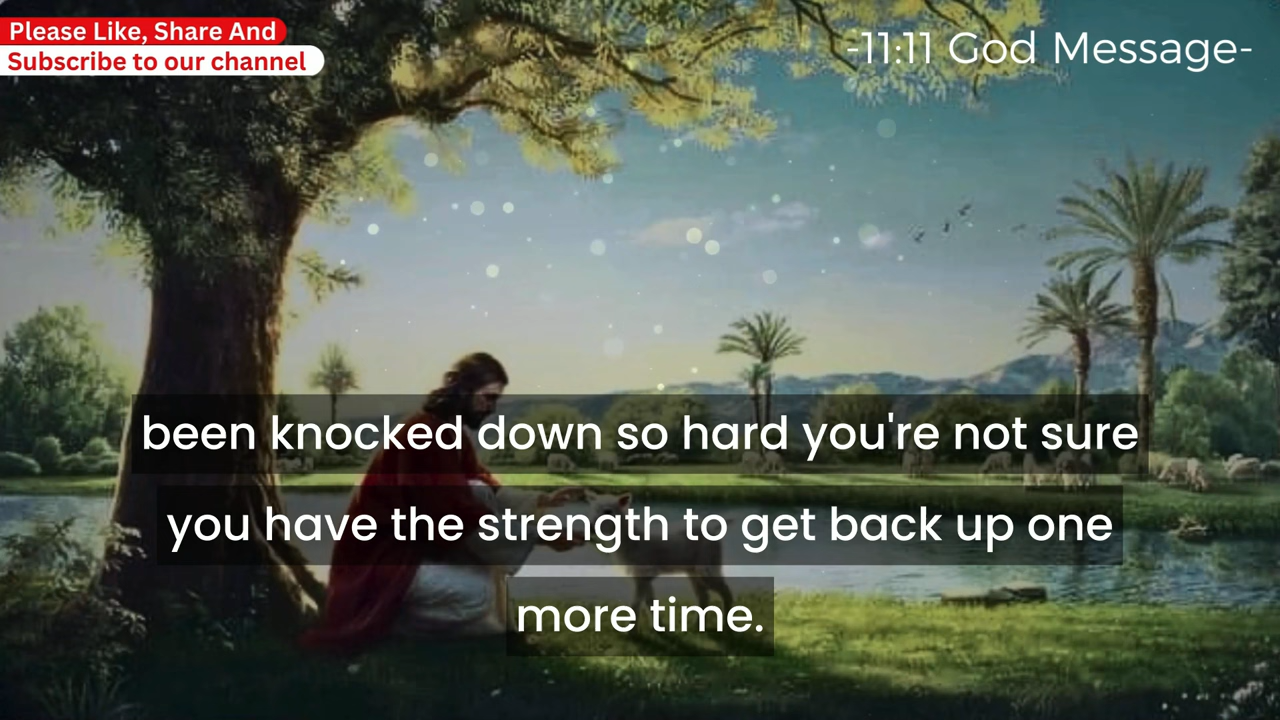 Please Like, Share And
Subscribe to our channel
-11:11 God Message-
been knocked down so hard you're not sure
you have the strength to get back up one
more time.